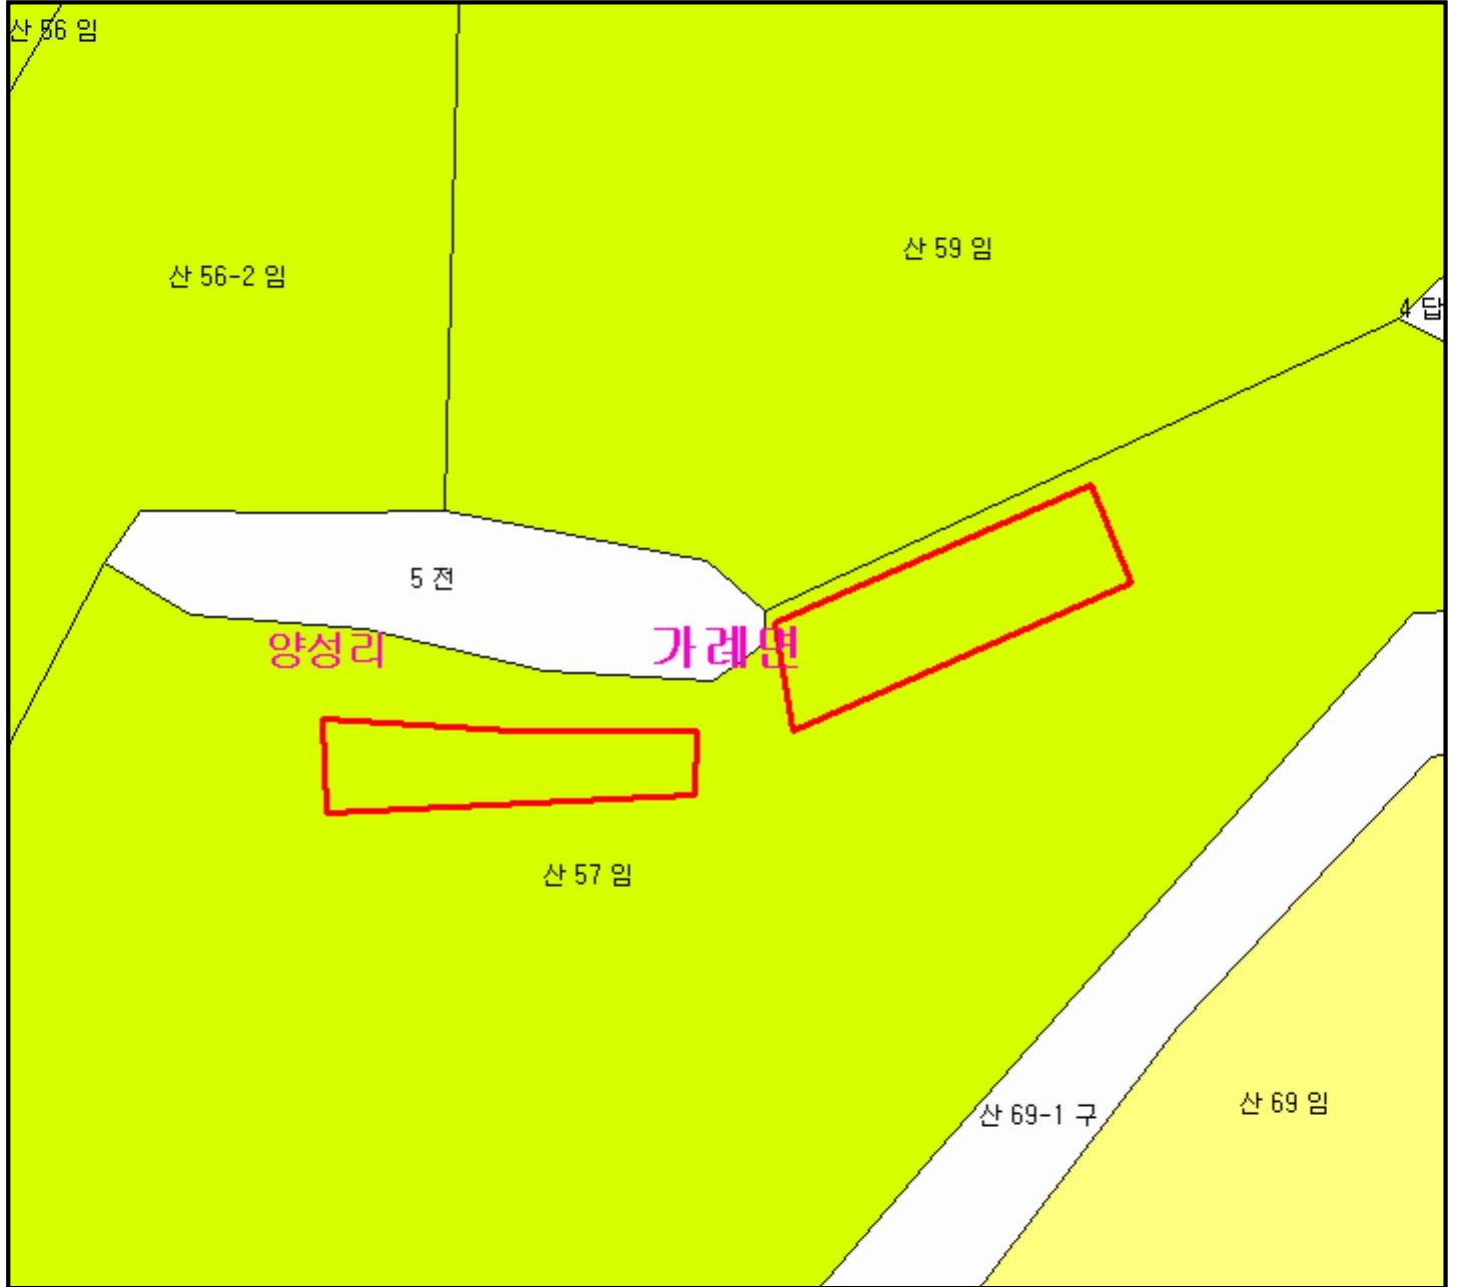 산 56 임
산 59 임
산 56-2 임
4 답
5 전
양성리
가례면
산 57 임
산 69 임
산 69-1 구